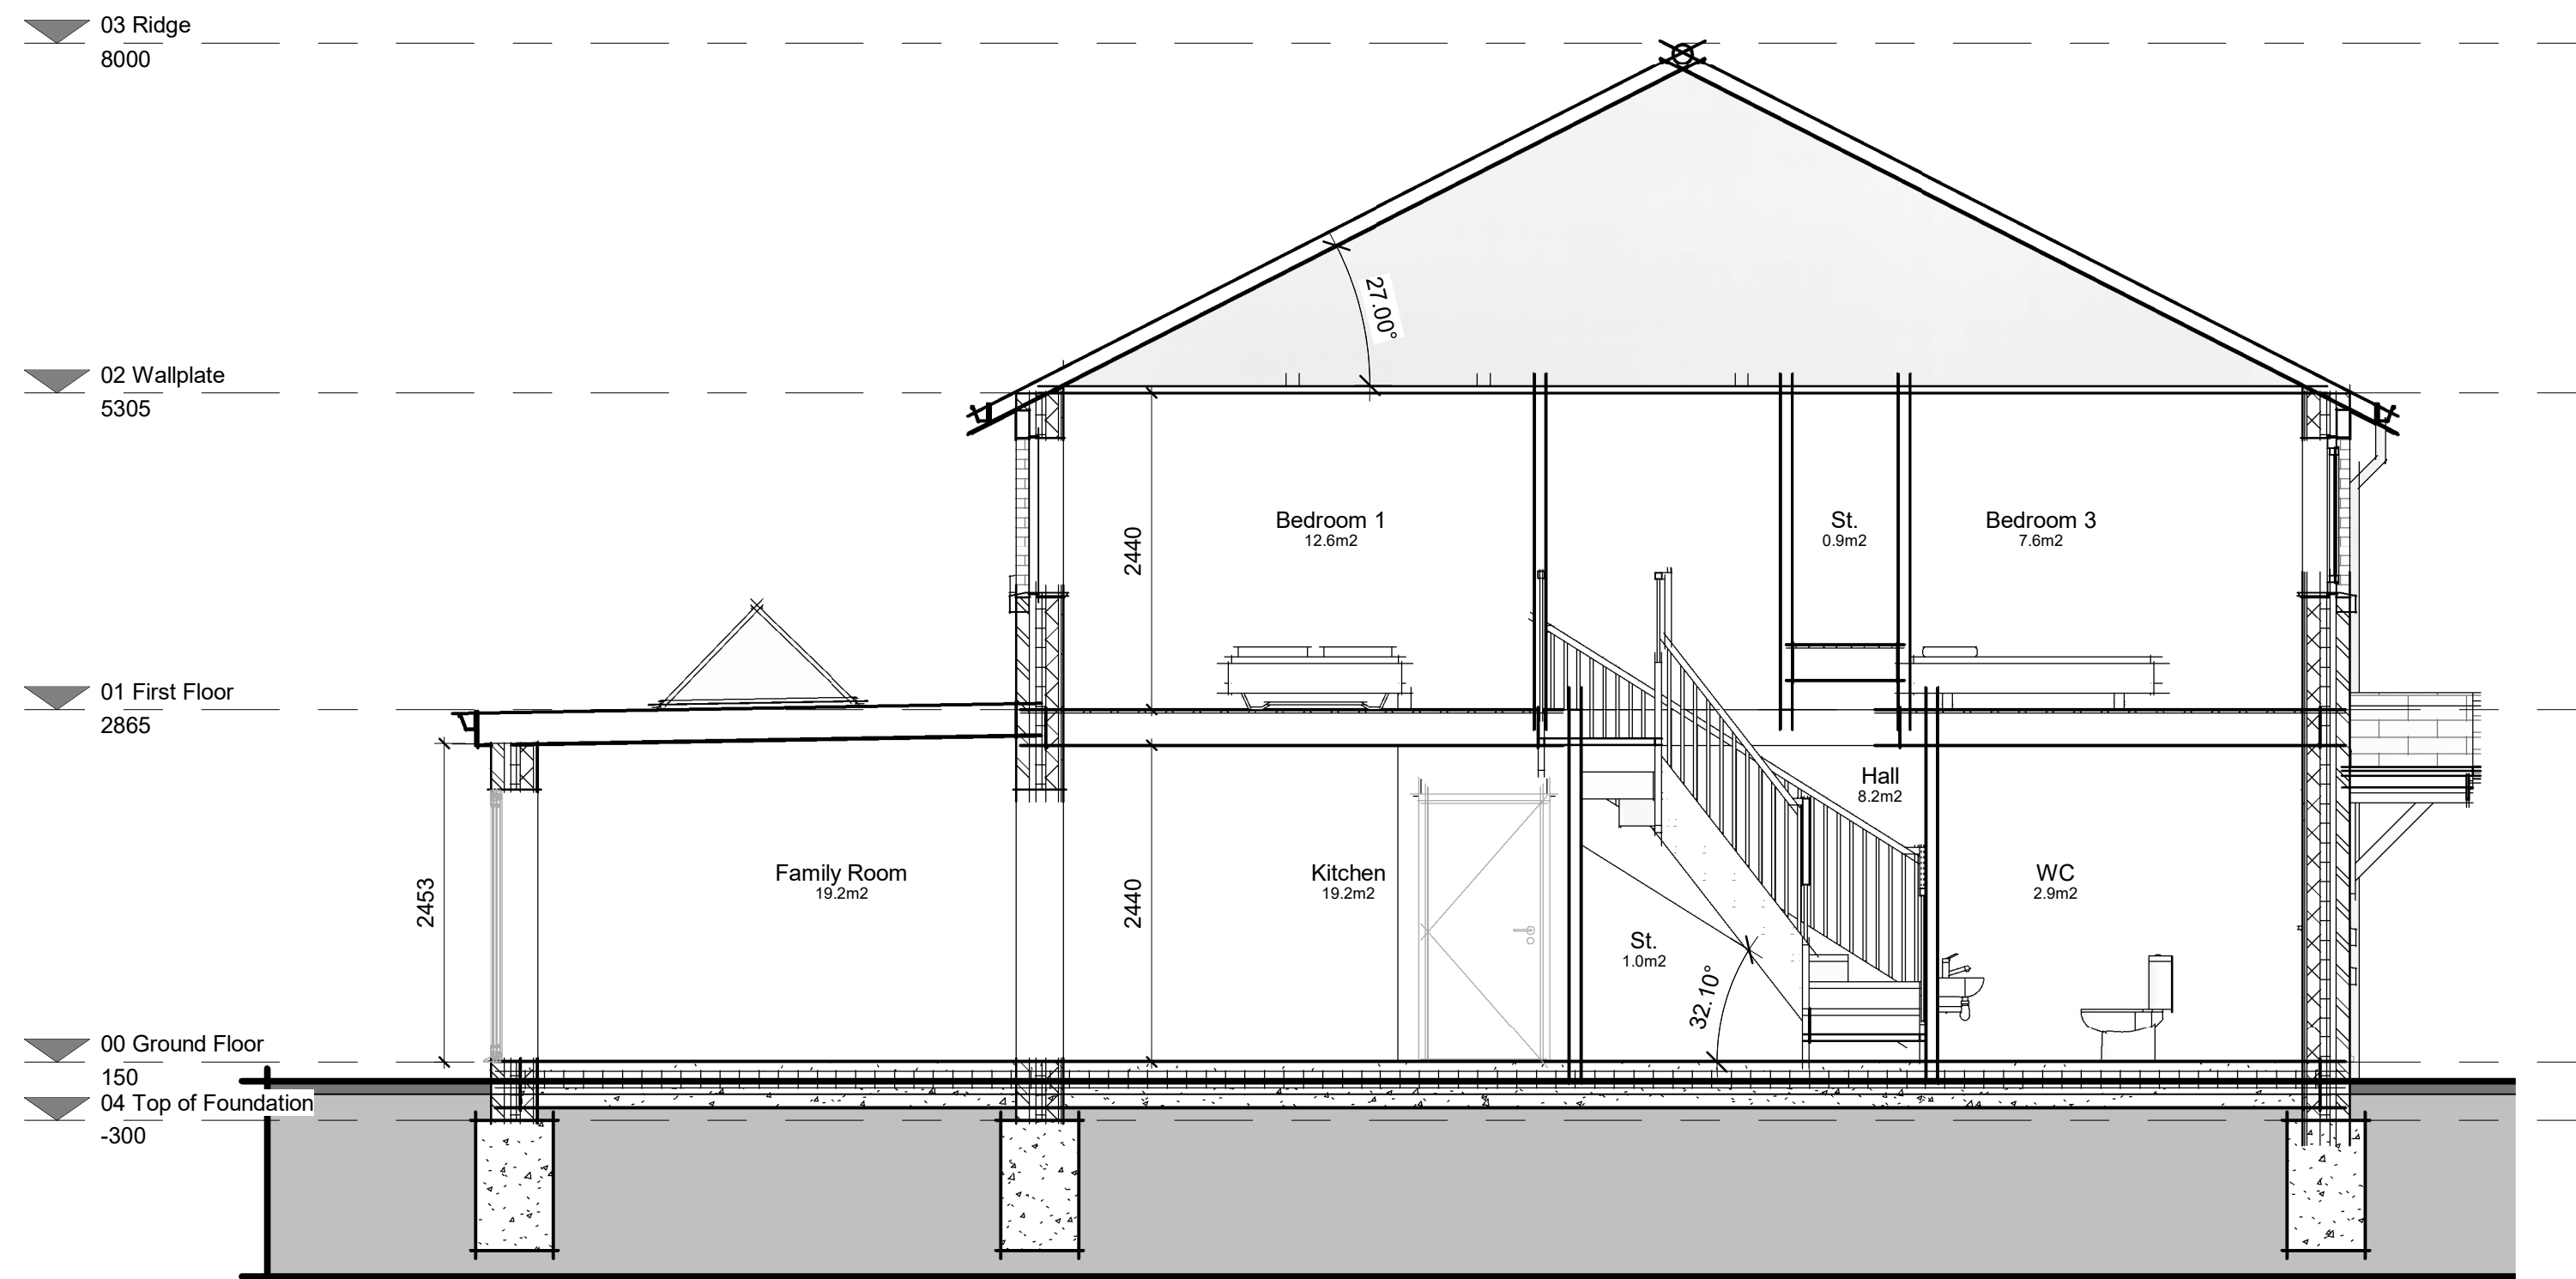 03 Ridge
8000
27.00°
02 Wallplate
5305
2440
Bedroom 1
12.6m2
St.
0.9m2
Bedroom 3
7.6m2
01 First Floor
2865
2453
Family Room
19.2m2
2440
Kitchen
19.2m2
Hall
8.2m2
St.
1.0m2
32.10°
WC
2.9m2
00 Ground Floor
150
04 Top of Foundation
-300